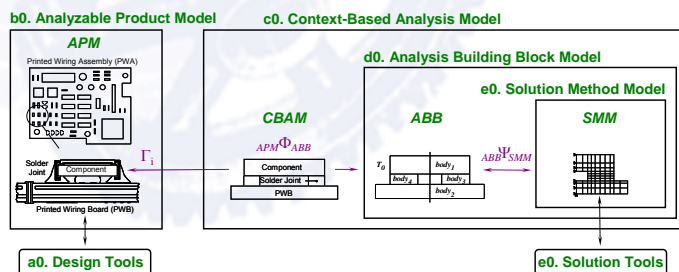 b0. Analyzable Product Model
c0. Context-Based Analysis Model
APM
Printed Wiring Assembly (PWA)
d0. Analysis Building Block Model
e0. Solution Method Model
CBAM
ABB
SMM
Γi
APMΦABB
ABBΨSMM
Solder
Joint
Component
Component
Solder Joint
PWB
T0
body1
body4
body3
body2
Printed Wiring Board (PWB)
a0. Design Tools
e0. Solution Tools